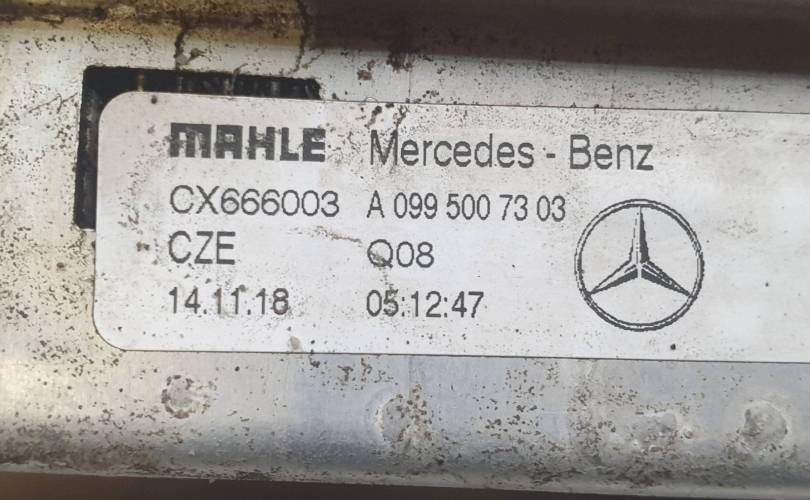 MAHLE Mercedes - Benz
CX666003 A 099 500 73 03
CZE Q08
14.11.18 05:12:47